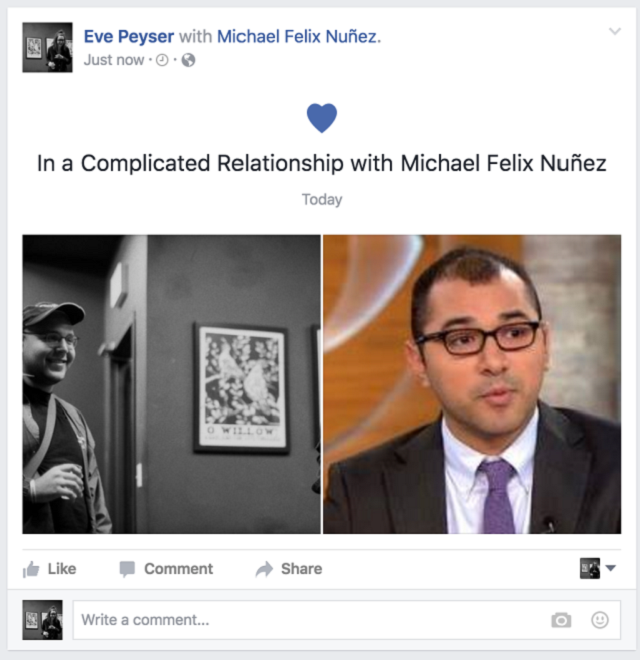 Eve Peyser with Michael Felix Nuñez.
Just now
In a Complicated Relationship with Michael Felix Nuñez
Today
O WILLOW
Like Comment Share
Write a comment...